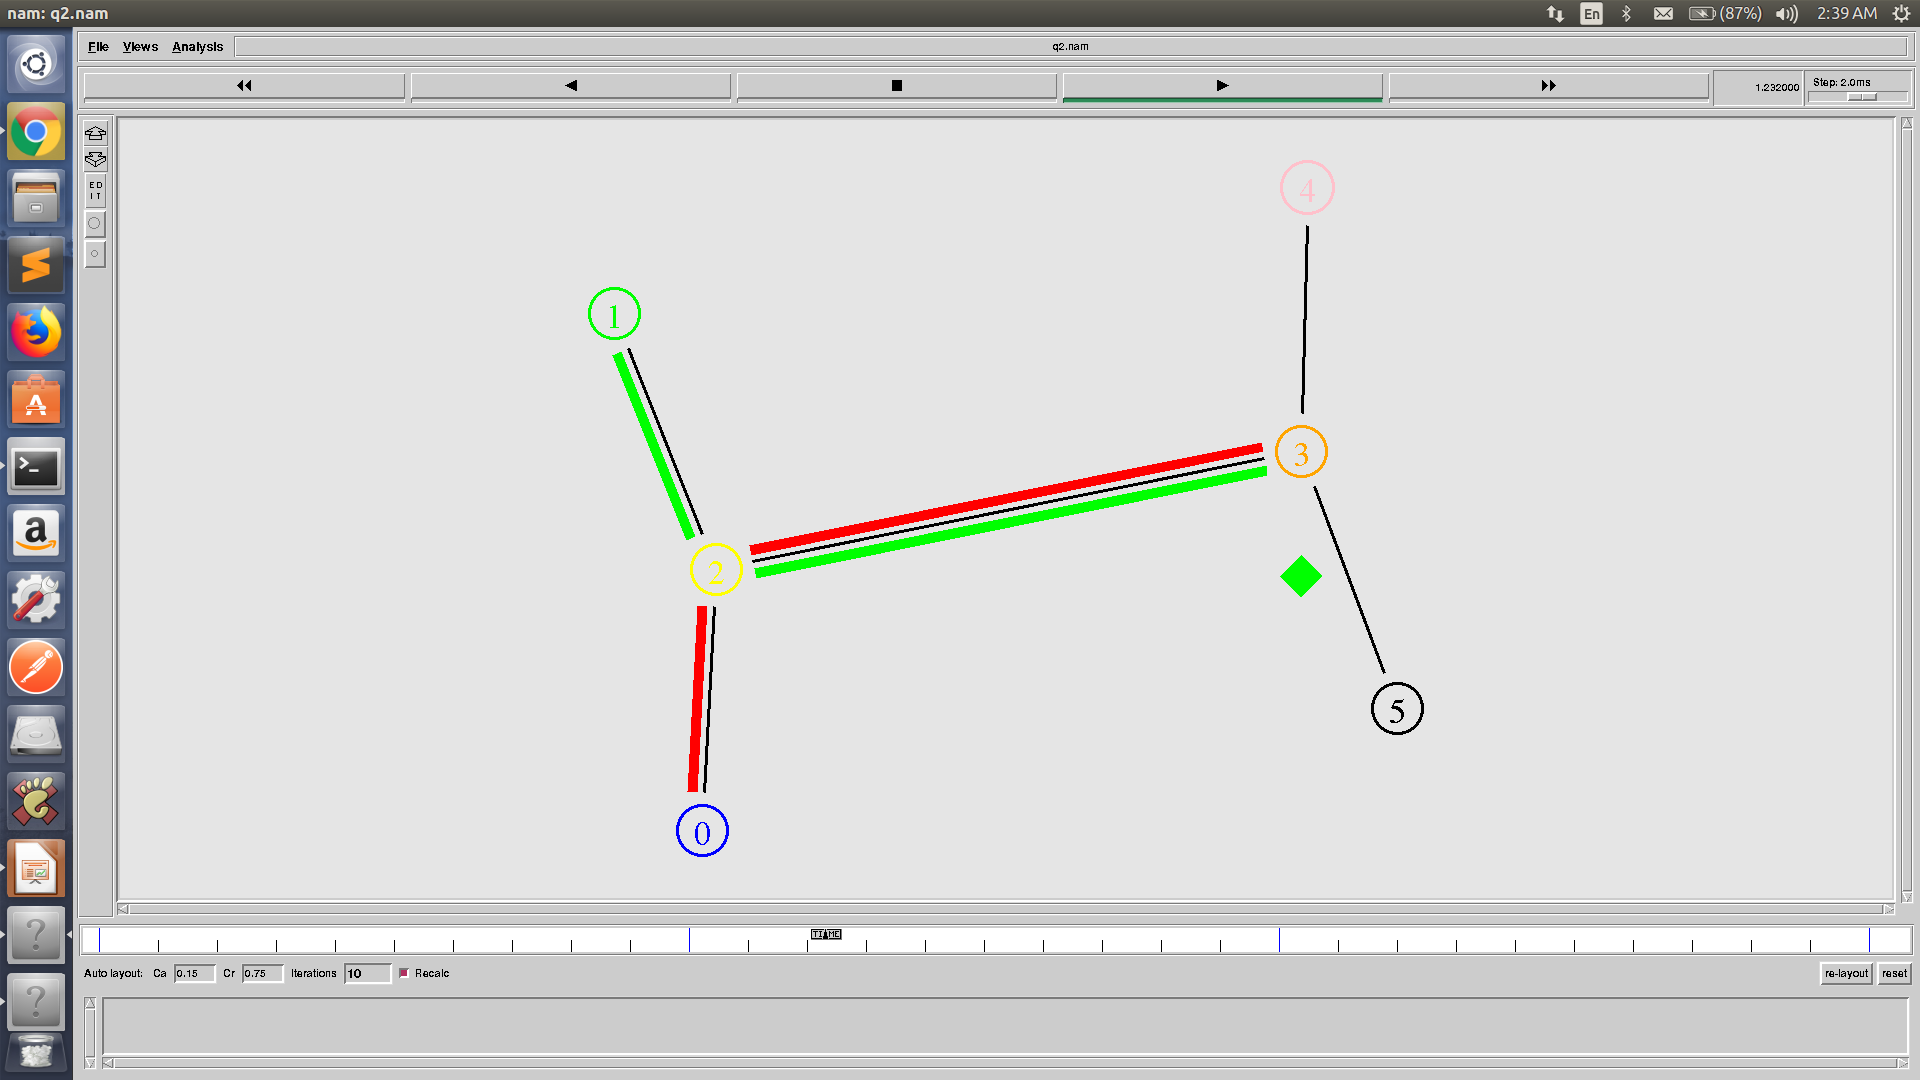 nam: q2.nam
En (87%) 2:39 AM
File Views Analysis q2.nam
1.232000 Step: 2.0ms
ED
IT
4
1
3
2
5
0
TIME
Auto layout: Ca 0.15 Cr 0.75 Iterations 10 Recalc re-layout reset